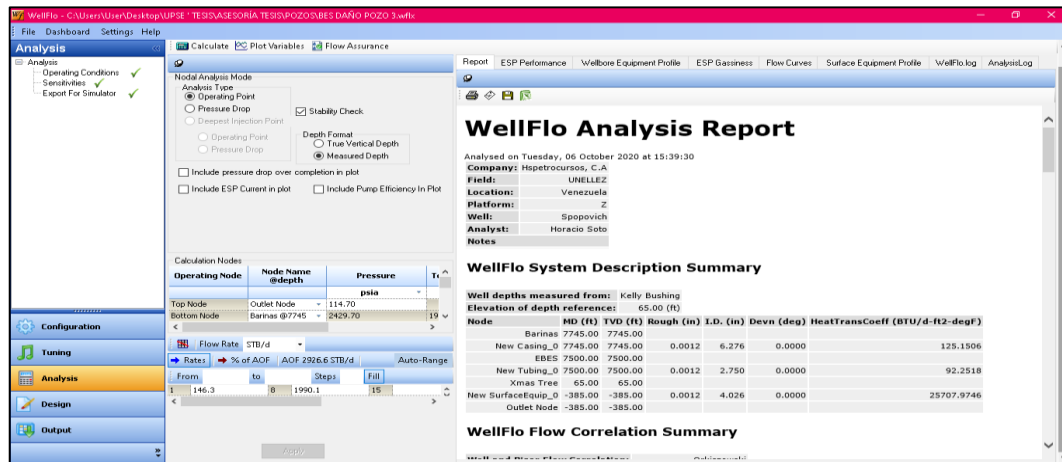 WellFlo - C:\Users\User\Desktop\UPSE ' TESIS\ASESORÍA TESIS\POZOS\BES DAÑO POZO 3.wflx
File Dashboard Settings Help
Analysis
Calculate Plot Variables Flow Assurance
Analysis
Operating Conditions
Sensitivities
Export For Simulator
Configuration
Tuning
Analysis
Design
Output
Nodal Analysis Mode
Analysis Type
Operating Point
Pressure Drop
Deepest Injection Point
Operating Point
Pressure Drop
Stability Check
Depth Format
True Vertical Depth
Measured Depth
Include pressure drop over completion in plot
Include ESP Current in plot Include Pump Efficiency In Plot
Calculation Nodes
Operating Node Node Name @depth Pressure
psia
Top Node Outlet Node 114.70
Bottom Node Barinas @7745 2429.70 19
Flow Rate STB/d
Rates % of AOF AOF 2926.6 STB/d Auto-Range
From to Steps Fill
1 146.3 8 1990.1 15
Apply
Report ESP Performance Wellbore Equipment Profile ESP Gassiness Flow Curves Surface Equipment Profile WellFlo.log AnalysisLog
WellFlo Analysis Report
Analysed on Tuesday, 06 October 2020 at 15:39:30
Company: Hspetrocursos, C.A
Field: UNELLEZ
Location: Venezuela
Platform: Z
Well: Spopovich
Analyst: Horacio Soto
Notes
WellFlo System Description Summary
Well depths measured from: Kelly Bushing
Elevation of depth reference: 65.00 (ft)
Node MD (ft) TVD (ft) Rough (in) I.D. (in) Devn (deg) HeatTransCoeff (BTU/d-ft2-degF)
Barinas 7745.00 7745.00
New Casing_0 7745.00 7745.00 0.0012 6.276 0.0000 125.1506
EBES 7500.00 7500.00
New Tubing_0 7500.00 7500.00 0.0012 2.750 0.0000 92.2518
Xmas Tree 65.00 65.00
New SurfaceEquip_0 -385.00 -385.00 0.0012 4.026 0.0000 25707.9746
Outlet Node -385.00 -385.00
WellFlo Flow Correlation Summary